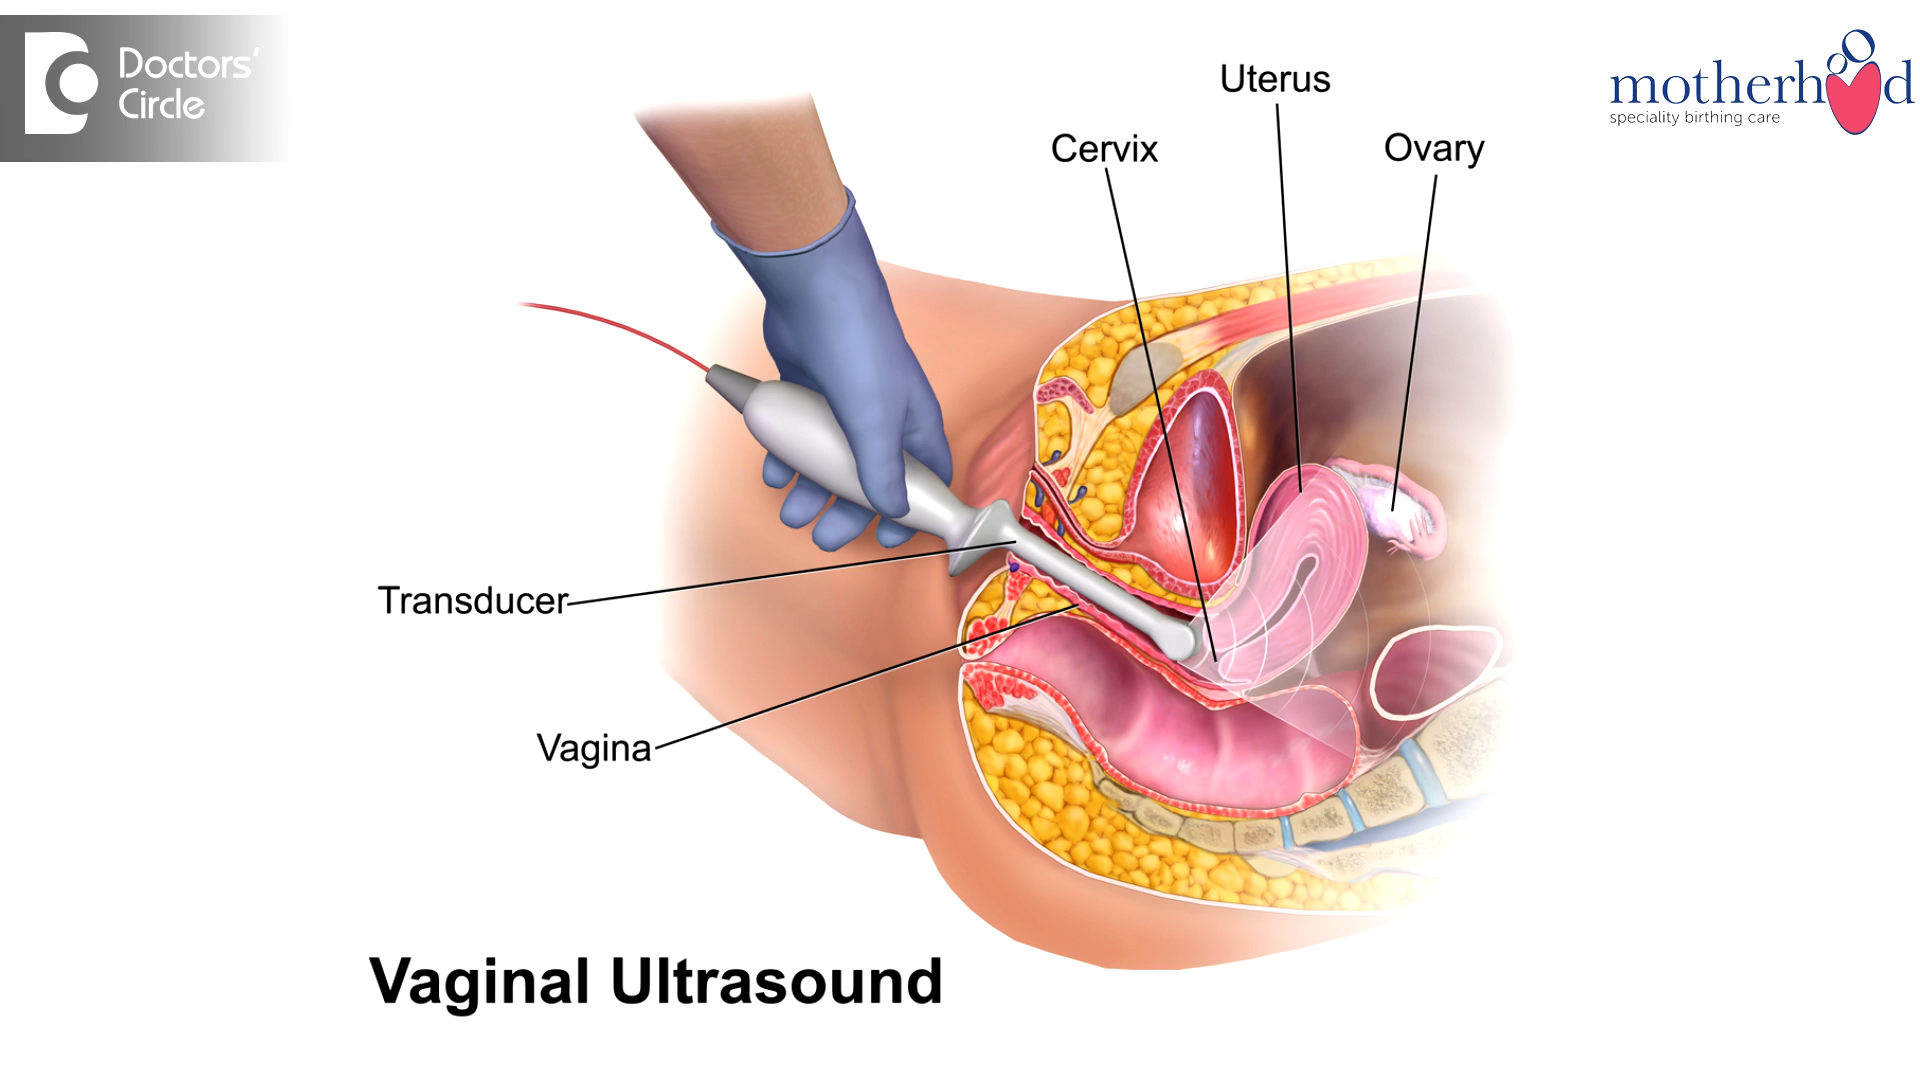 Doctors'
Circle
motherhood
speciality birthing care
Uterus
Cervix
Ovary
Transducer
Vagina
Vaginal Ultrasound